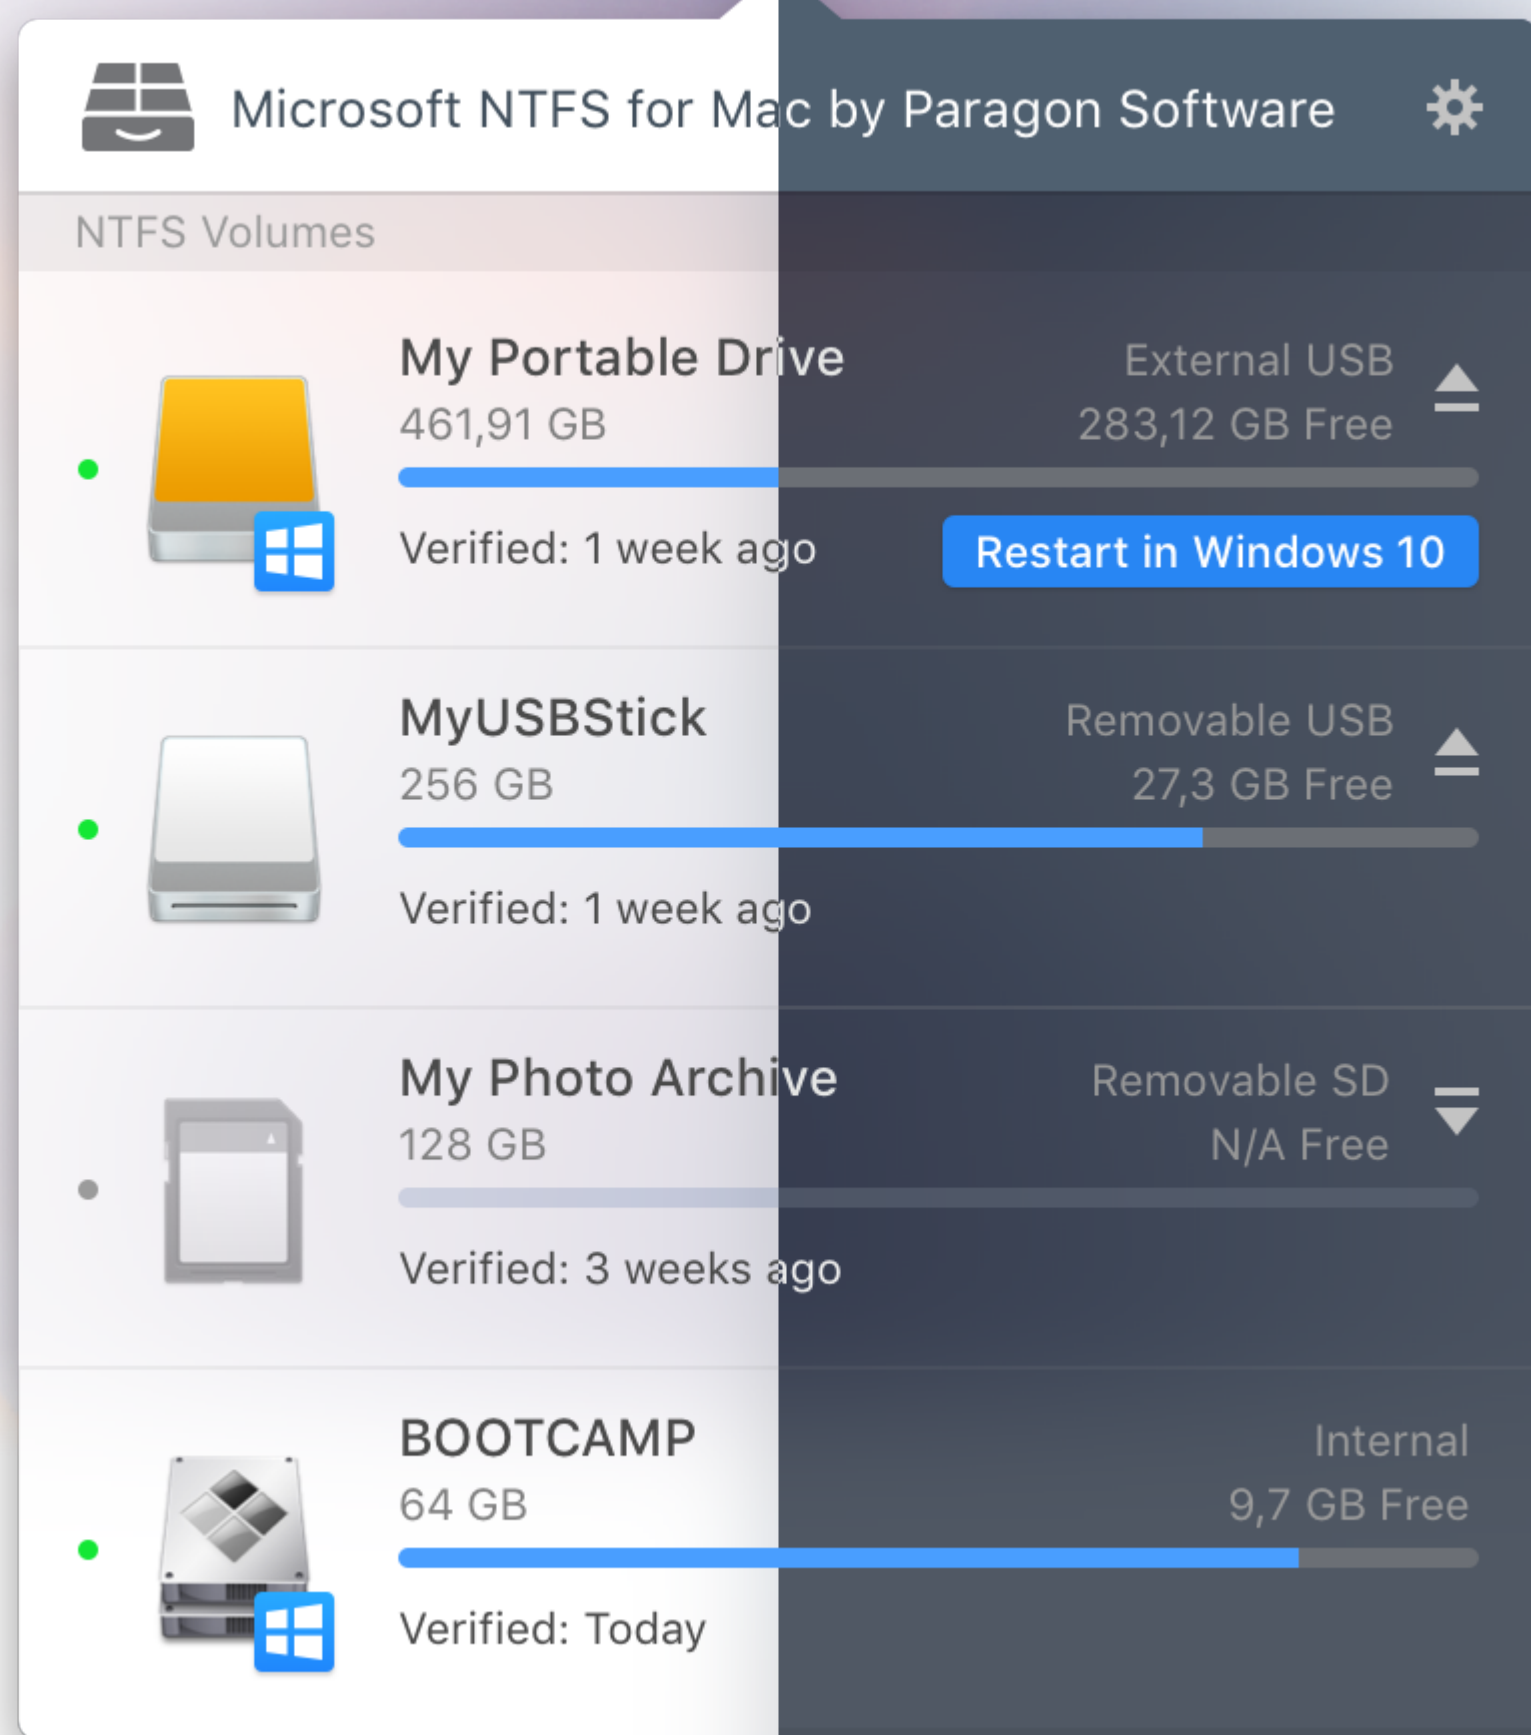 Microsoft NTFS for Mac by Paragon Software
NTFS Volumes
My Portable Drive
External USB
461,91 GB
283,12 GB Free
Verified: 1 week ago
Restart in Windows 10
MyUSBStick
Removable USB
256 GB
27,3 GB Free
Verified: 1 week ago
My Photo Archive
Removable SD
128 GB
N/A Free
Verified: 3 weeks ago
BOOTCAMP
Internal
64 GB
9,7 GB Free
Verified: Today